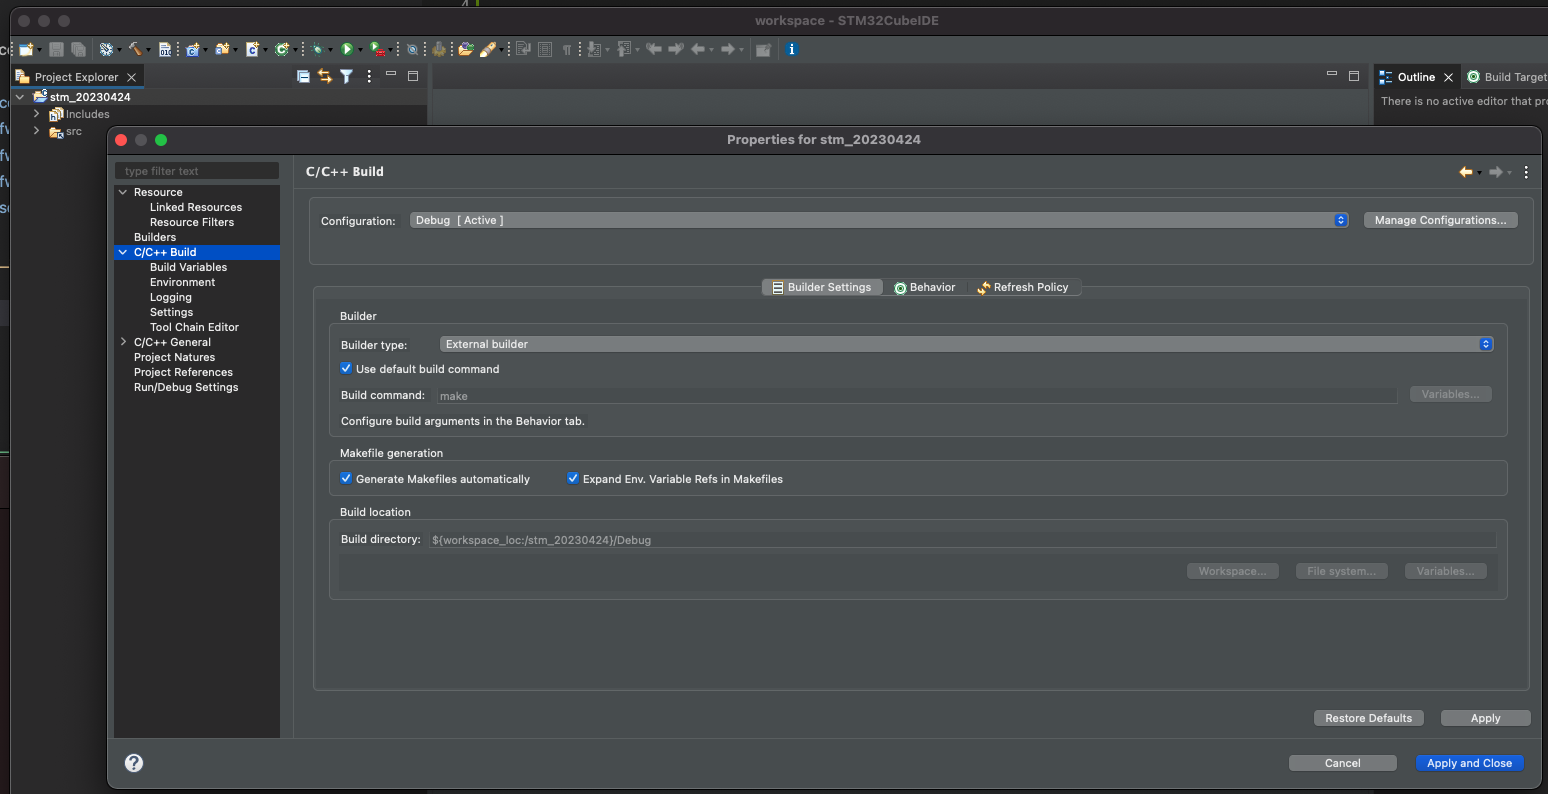 workspace - STM32CubeIDE
Project Explorer
Outline
Build Target
stm_20230424
Includes
src
There is no active editor that pro
Properties for stm_20230424
type filter text
Resource
Linked Resources
Resource Filters
Builders
C/C++ Build
Build Variables
Environment
Logging
Settings
Tool Chain Editor
C/C++ General
Project Natures
Project References
Run/Debug Settings
C/C++ Build
Configuration: Debug [ Active ] Manage Configurations...
Builder Settings Behavior Refresh Policy
Builder
Builder type: External builder
Use default build command
Build command: make Variables...
Configure build arguments in the Behavior tab.
Makefile generation
Generate Makefiles automatically Expand Env. Variable Refs in Makefiles
Build location
Build directory: ${workspace_loc:/stm_20230424}/Debug
Workspace... File system... Variables...
Restore Defaults Apply
? Cancel Apply and Close